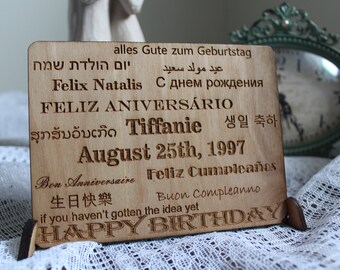 alles Gute zum Geburtstag
יום הולדת שמח
عيد مولد سعيد
Felix Natalis
С днем рождения
FELIZ ANIVERSÁRIO
ສຸກສັນວັນເກີດ
Tiffanie
생일 축하
August 25th, 1997
Bon Anniversaire
Feliz Cumpleaños
生日快樂
Buon Compleanno
if you haven't gotten the idea yet
HAPPY BIRTHDAY